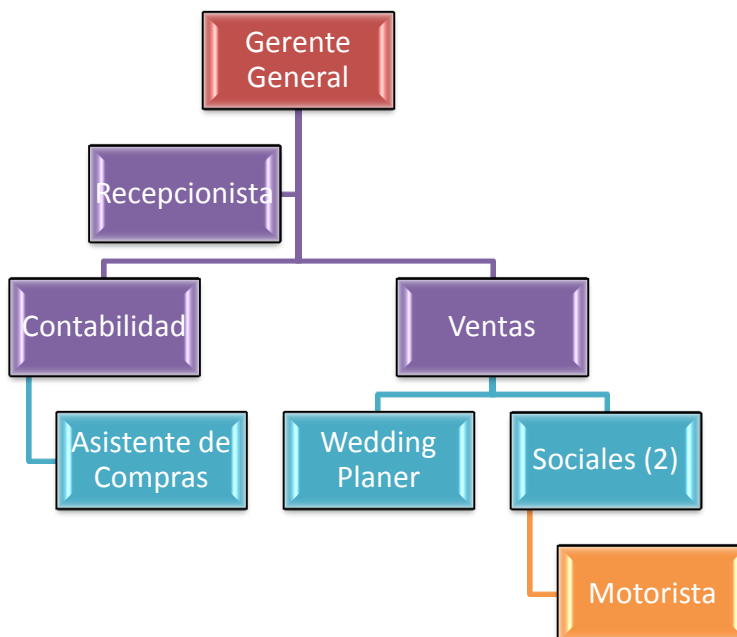 Gerente
General
Recepcionista
Contabilidad
Ventas
Asistente de
Compras
Wedding
Planer
Sociales (2)
Motorista